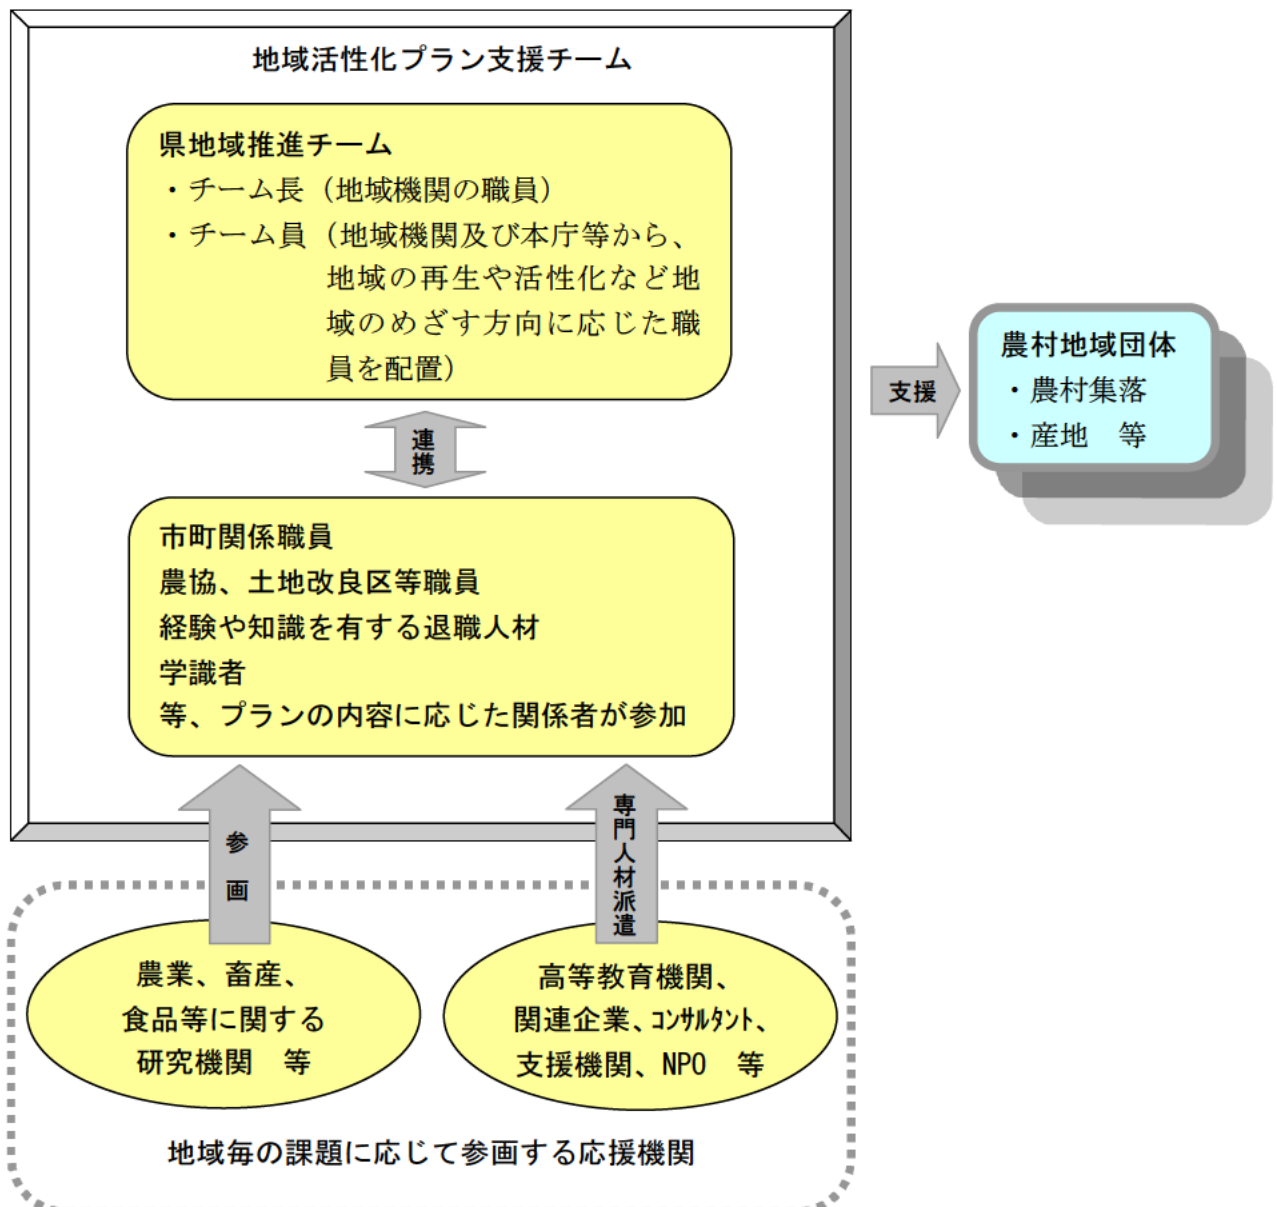 地域活性化プラン支援チーム
県地域推進チーム
・チーム長（地域機関の職員）
・チーム員（地域機関及び本庁等から、
地域の再生や活性化など地
域のめざす方向に応じた職
員を配置）
連携
市町関係職員
農協、土地改良区等職員
経験や知識を有する退職人材
学識者
等、プランの内容に応じた関係者が参加
支援
農村地域団体
・農村集落
・産地　等
参画
専門人材派遣
農業、畜産、
食品等に関する
研究機関　等
高等教育機関、
関連企業、ｺﾝｻﾙﾀﾝﾄ、
支援機関、NPO　等
地域毎の課題に応じて参画する応援機関